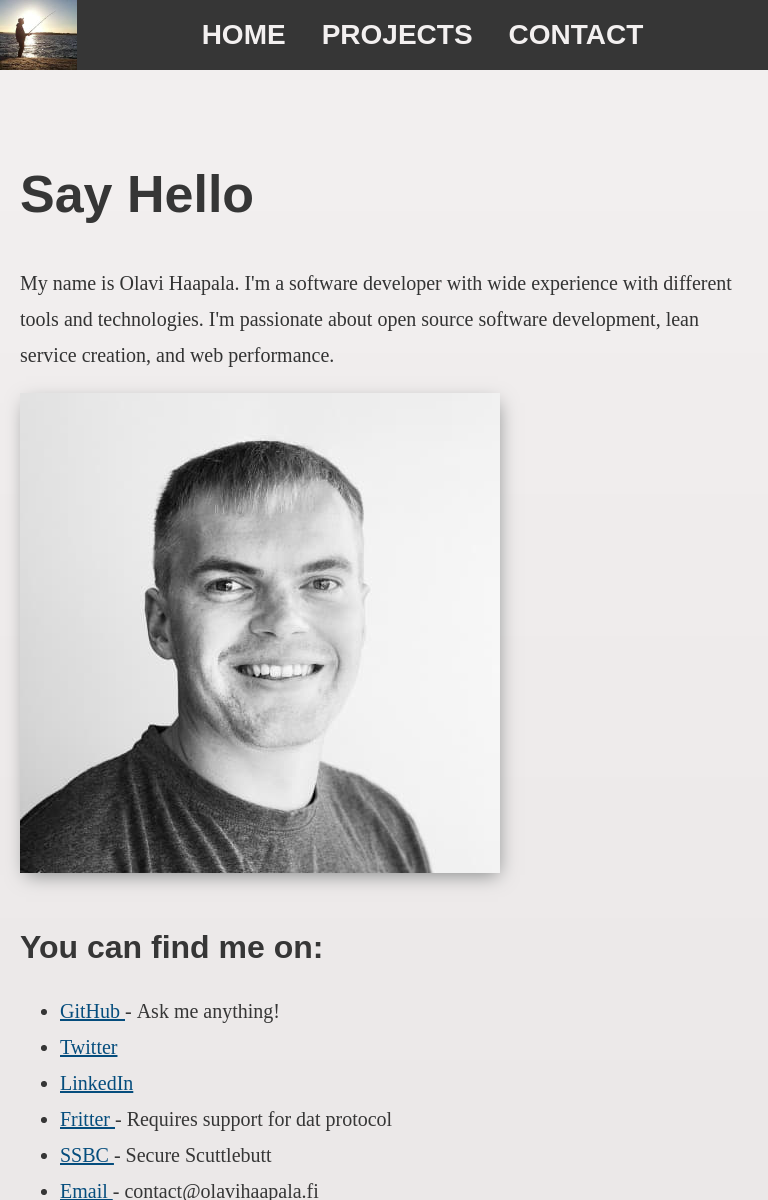 HOME PROJECTS CONTACT
Say Hello
My name is Olavi Haapala. I'm a software developer with wide experience with different
tools and technologies. I'm passionate about open source software development, lean
service creation, and web performance.
You can find me on:
GitHub - Ask me anything!
Twitter
LinkedIn
Fritter - Requires support for dat protocol
SSBC - Secure Scuttlebutt
Email - contact@olavihaapala.fi